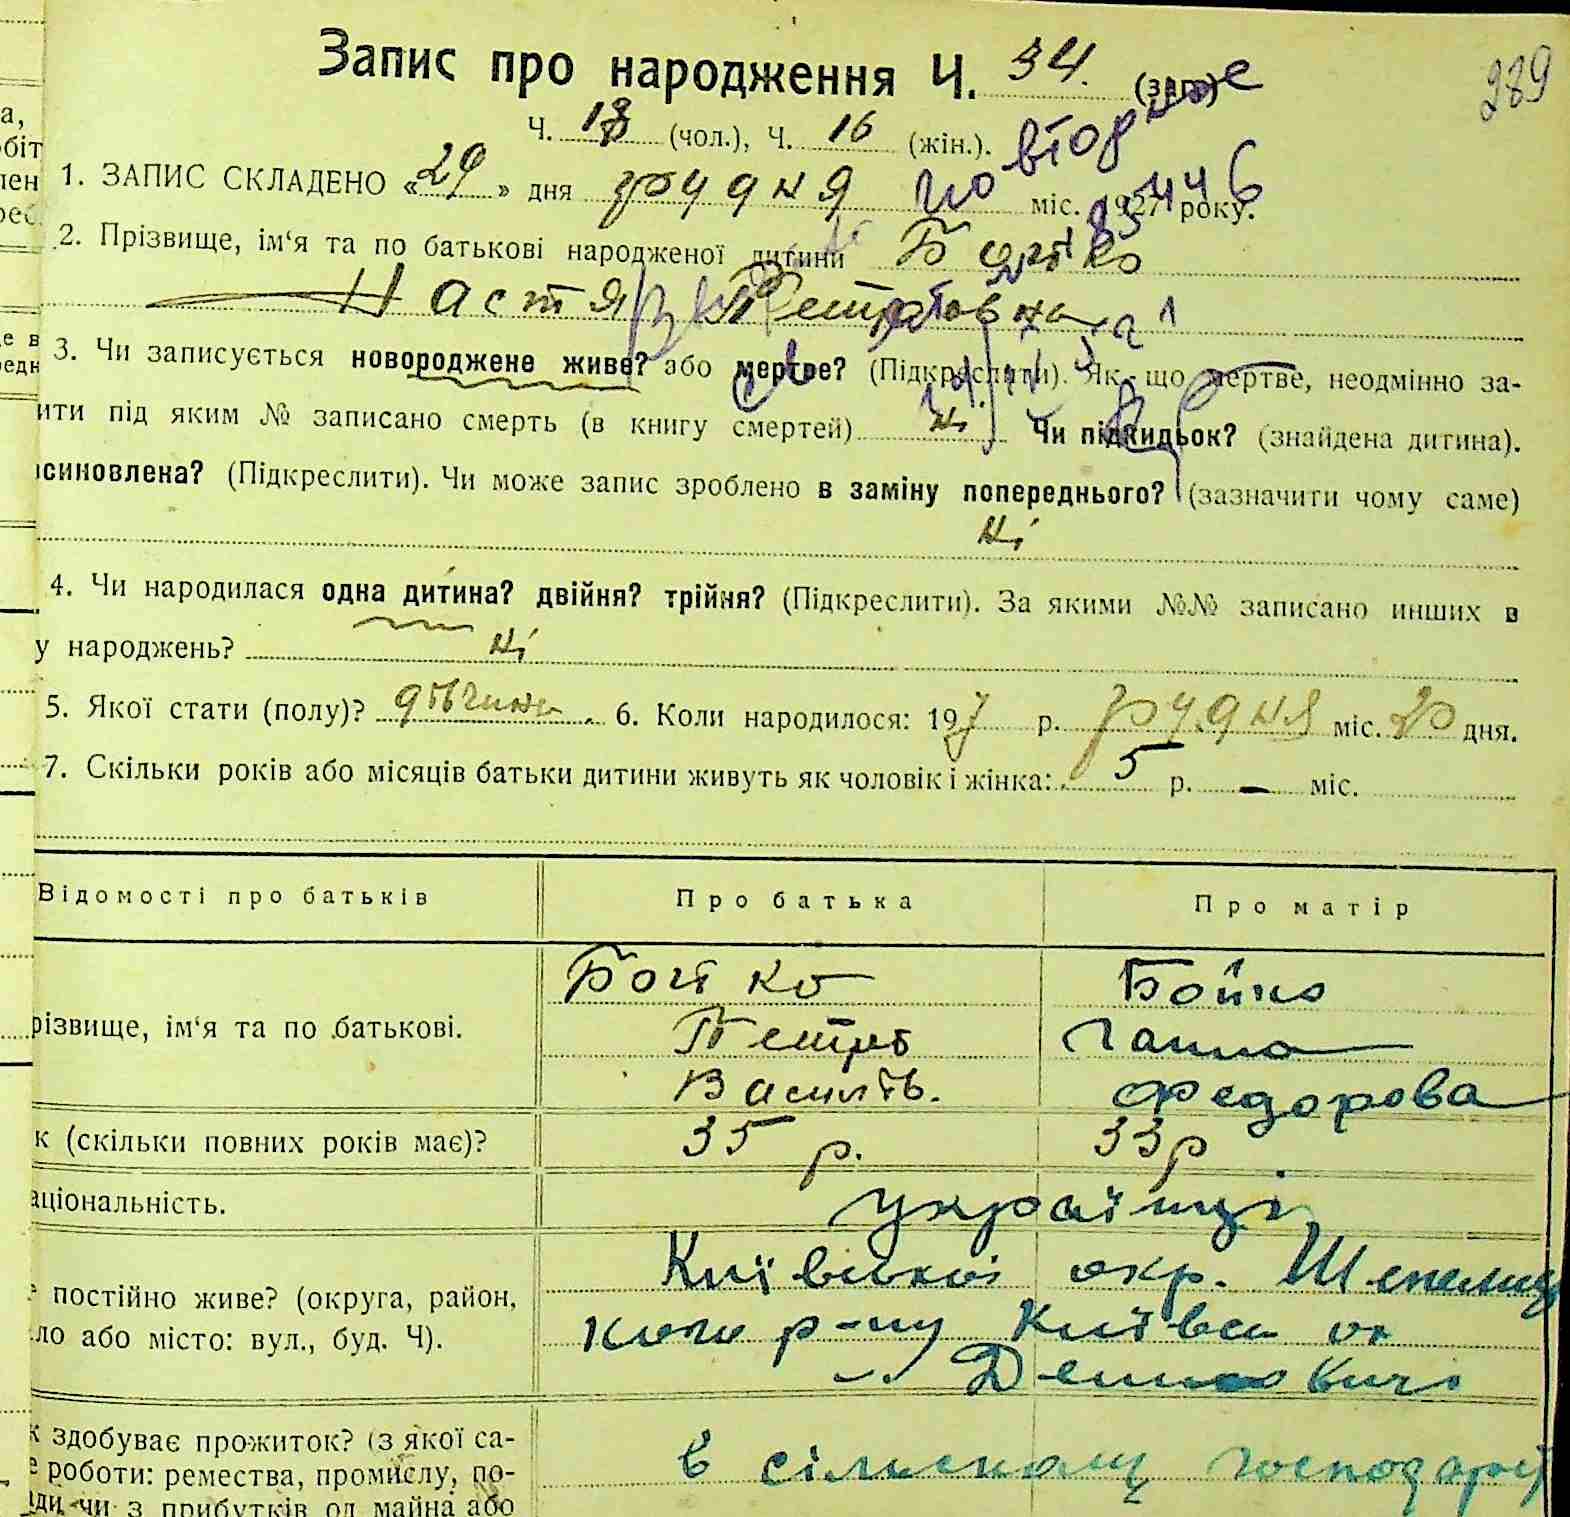 Запис про народження Ч. 34. (заг.)
289
Ч. 18 (чол.), Ч. 16 (жін.).
1. ЗАПИС СКЛАДЕНО «29» дня грудня міс. 1927 року.
2. Прізвище, ім‘я та по батькові народженої дитини Бойко
Настя Петровна
3. Чи записується новороджене живе? або мертве? (Підкреслити). Як-що мертве, неодмінно за-
ити під яким № записано смерть (в книгу смертей) ні Чи підкидьок? (знайдена дитина).
синовлена? (Підкреслити). Чи може запис зроблено в заміну попереднього? (зазначити чому саме)
ні
4. Чи народилася одна дитина? двійня? трійня? (Підкреслити). За якими №№ записано инших в
у народжень? ні
5. Якої стати (полу)? 6. Коли народилося: 197 р. грудня міс. 20 дня.
7. Скільки років або місяців батьки дитини живуть як чоловік і жінка: 5 р. – міс.
Відомості про батьків Про батька Про матір
Бойко Бойко
різвище, ім‘я та по батькові. Петро Ганна
Василів. Федорова
к (скільки повних років має)? 35 р. 33 р
аціональність. українці
Київської окр. Шепелиц
е постійно живе? (округа, район,
ло або місто: вул., буд. Ч). р-ну
к здобуває прожиток? (з якої са- в сільському господарстві
е роботи: ремества, промислу, по-
ди чи з прибутків од майна або